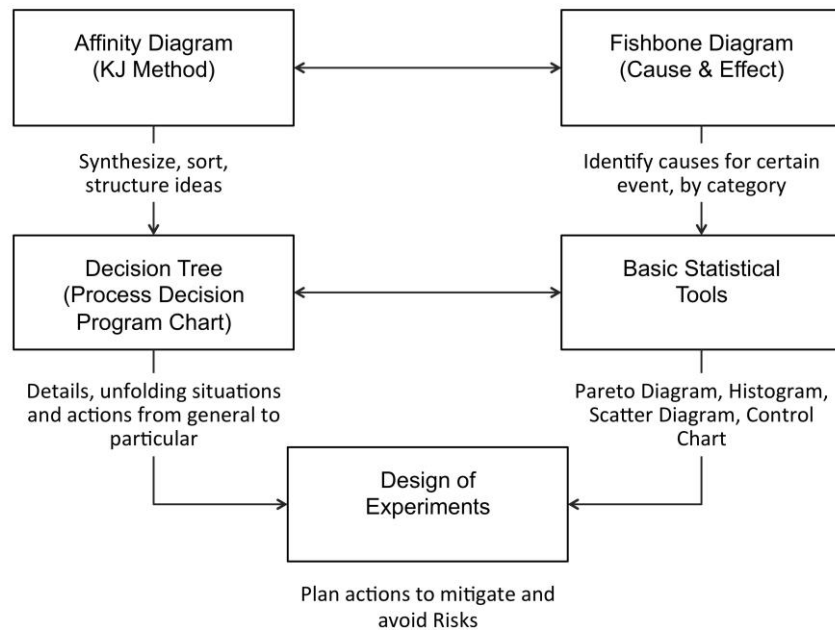 Affinity Diagram
(KJ Method)
Fishbone Diagram
(Cause & Effect)
Synthesize, sort,
structure ideas
Identify causes for certain
event, by category
Decision Tree
(Process Decision
Program Chart)
Basic Statistical
Tools
Details, unfolding situations
and actions from general to
particular
Pareto Diagram, Histogram,
Scatter Diagram, Control
Chart
Design of
Experiments
Plan actions to mitigate and
avoid Risks